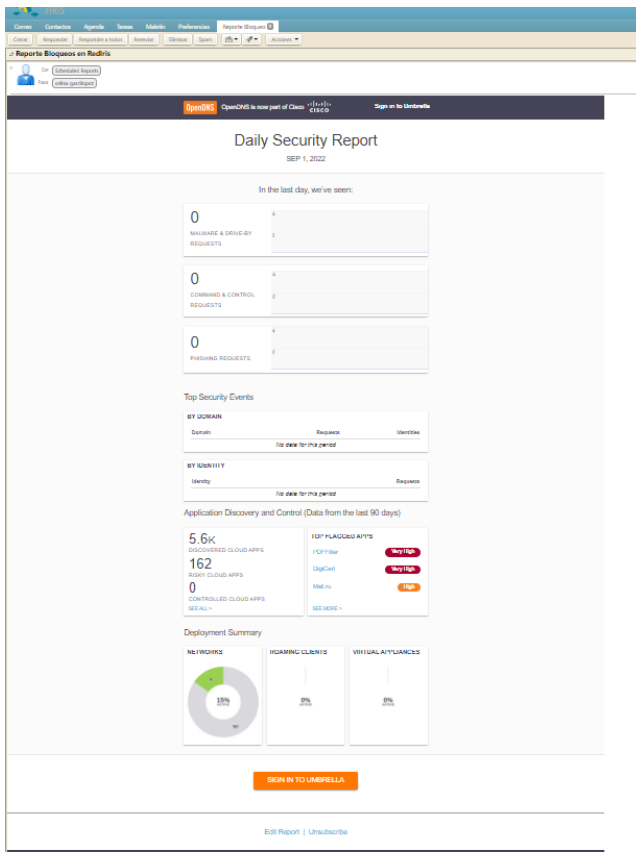 Correo Contactos Agenda Tareas Maletín Preferencias Reporte Bloqueo
Cerrar Responder Responder a todos Reenviar Eliminar Spam Acciones
Reporte Bloqueos en RedIris
De: Scheduled Reports
Para:
OpenDNS OpenDNS is now part of Cisco cisco Sign in to Umbrella
Daily Security Report
SEP 1, 2022
In the last day, we've seen:
0
MALWARE & DRIVE-BY
REQUESTS
0
COMMAND & CONTROL
REQUESTS
0
PHISHING REQUESTS
Top Security Events
BY DOMAIN
Domain Requests Identities
No data for this period
BY IDENTITY
Identity Requests
No data for this period
Application Discovery and Control (Data from the last 90 days)
5.6K
DISCOVERED CLOUD APPS
162
RISKY CLOUD APPS
0
CONTROLLED CLOUD APPS
SEE ALL >
TOP FLAGGED APPS
PDFFiller Very High
DigiCert Very High
Mail.ru High
SEE MORE >
Deployment Summary
NETWORKS
15%
ACTIVE
ROAMING CLIENTS
0%
ACTIVE
VIRTUAL APPLIANCES
0%
ACTIVE
SIGN IN TO UMBRELLA
Edit Report | Unsubscribe